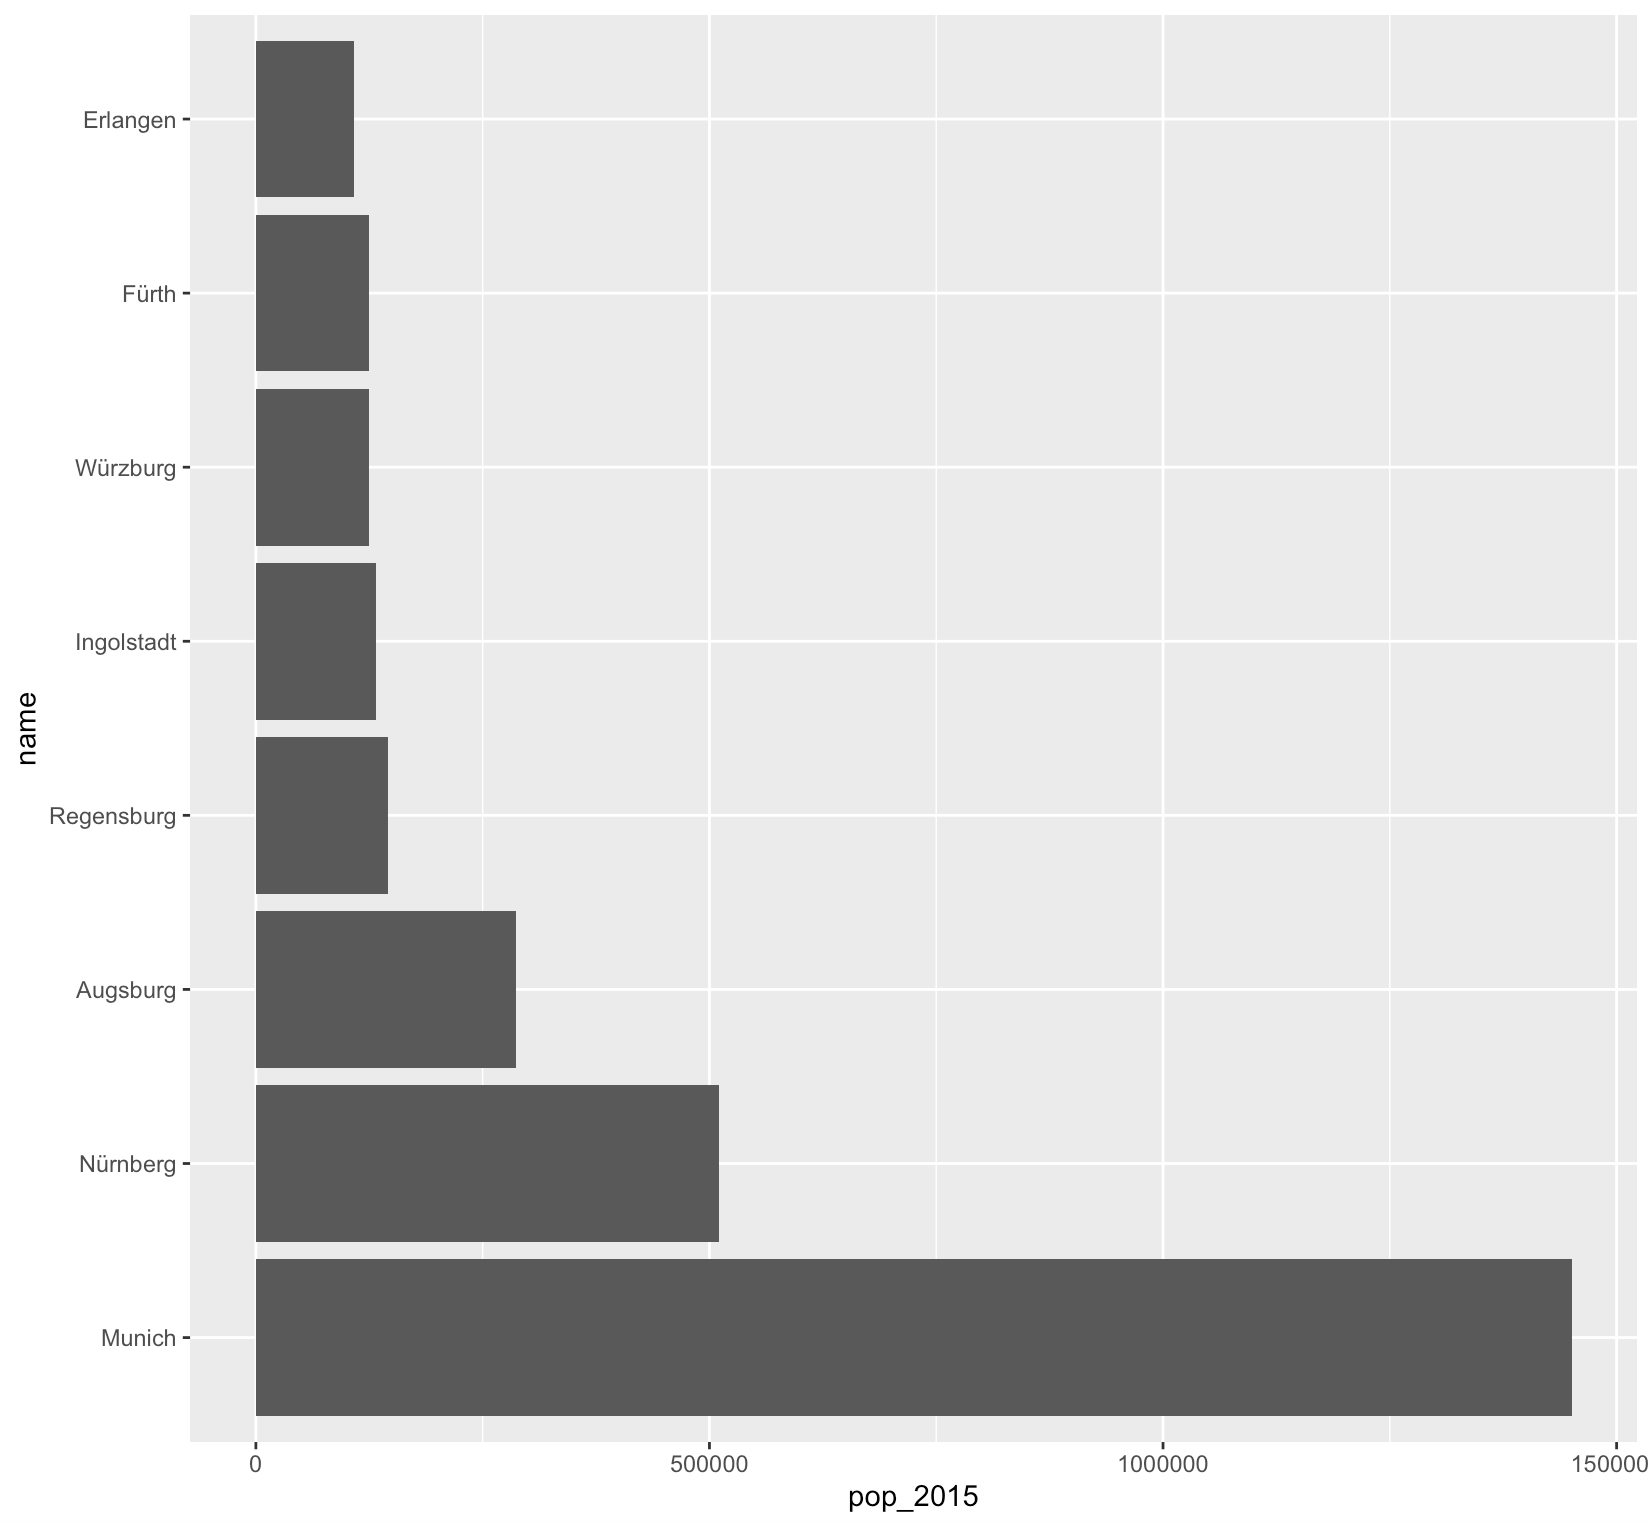 Erlangen
Fürth
Würzburg
Ingolstadt
Regensburg
Augsburg
Nürnberg
Munich
name
0 500000 1000000 150000
pop_2015